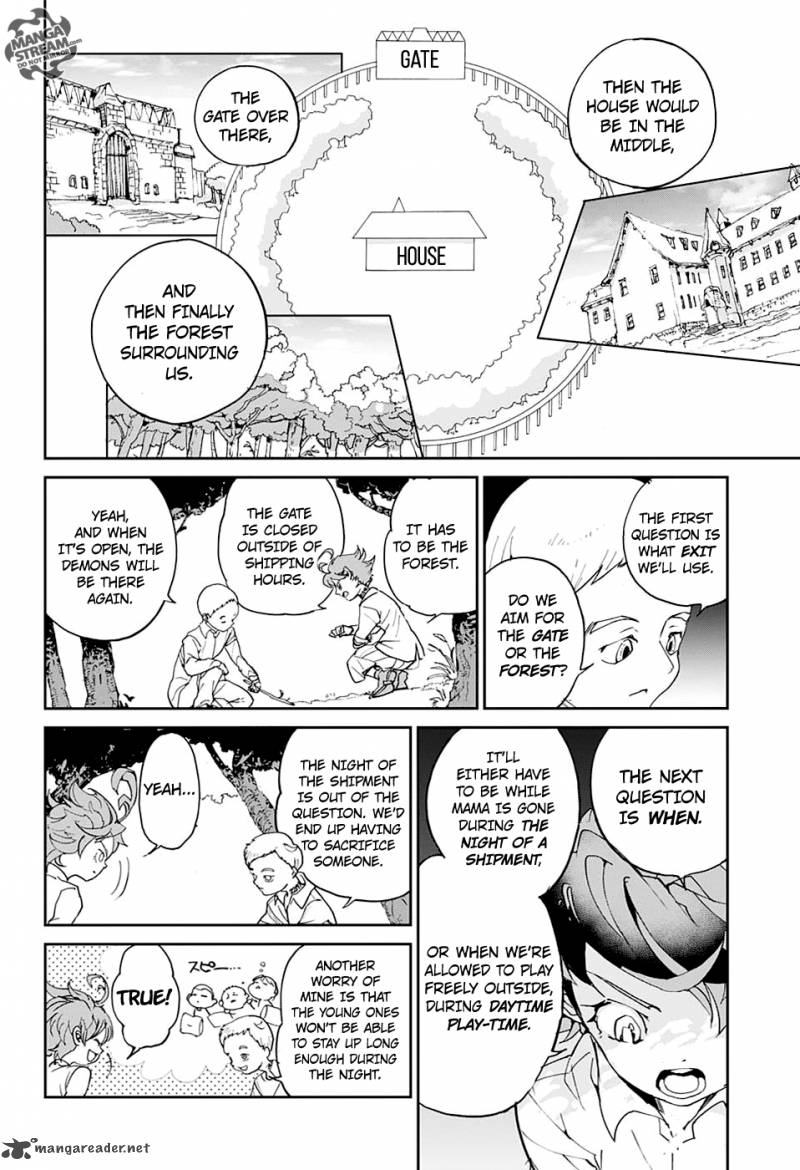 MANGA
STREAM.COM
DO NOT MIRROR
THEN THE
HOUSE WOULD
BE IN THE
MIDDLE,
GATE
THE
GATE OVER
THERE,
HOUSE
AND
THEN FINALLY
THE FOREST
SURROUNDING
US.
THE FIRST
QUESTION IS
WHAT EXIT
WE'LL USE.
DO WE
AIM FOR
THE GATE
OR THE
FOREST?
IT HAS
TO BE THE
FOREST.
THE GATE
IS CLOSED
OUTSIDE OF
SHIPPING
HOURS.
YEAH,
AND WHEN
IT'S OPEN, THE
DEMONS WILL
BE THERE
AGAIN.
THE NEXT
QUESTION
IS WHEN.
IT'LL
EITHER HAVE
TO BE WHILE
MAMA IS GONE
DURING THE
NIGHT OF A
SHIPMENT,
OR WHEN WE'RE
ALLOWED TO PLAY
FREELY OUTSIDE,
DURING DAYTIME
PLAY-TIME.
THE NIGHT OF
THE SHIPMENT
IS OUT OF THE
QUESTION. WE'D
END UP HAVING
TO SACRIFICE
SOMEONE.
YEAH...
ANOTHER
WORRY OF
MINE IS THAT
THE YOUNG ONES
WON'T BE ABLE
TO STAY UP LONG
ENOUGH DURING
THE NIGHT.
スピー…
TRUE!
mangareader.net